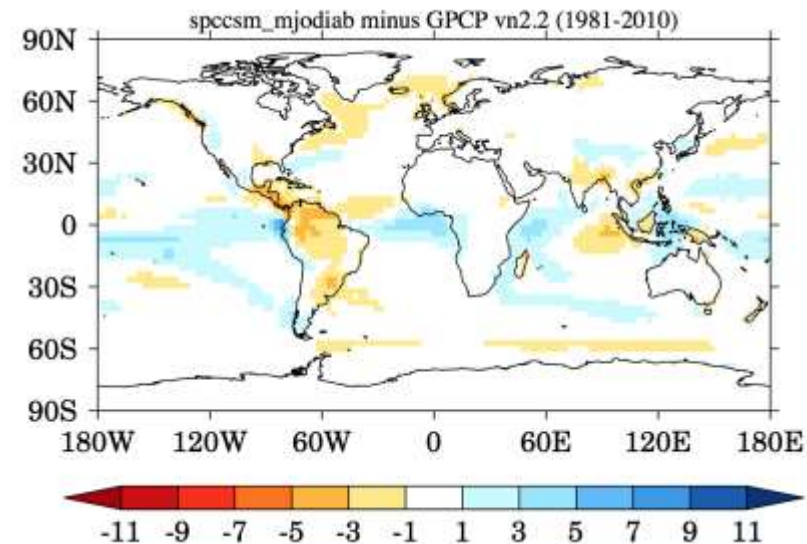 spccsm_mjodiab minus GPCP vn2.2 (1981-2010)
90N
60N
30N
0
30S
60S
90S
180W 120W 60W 0 60E 120E 180E
-11 -9 -7 -5 -3 -1 1 3 5 7 9 11